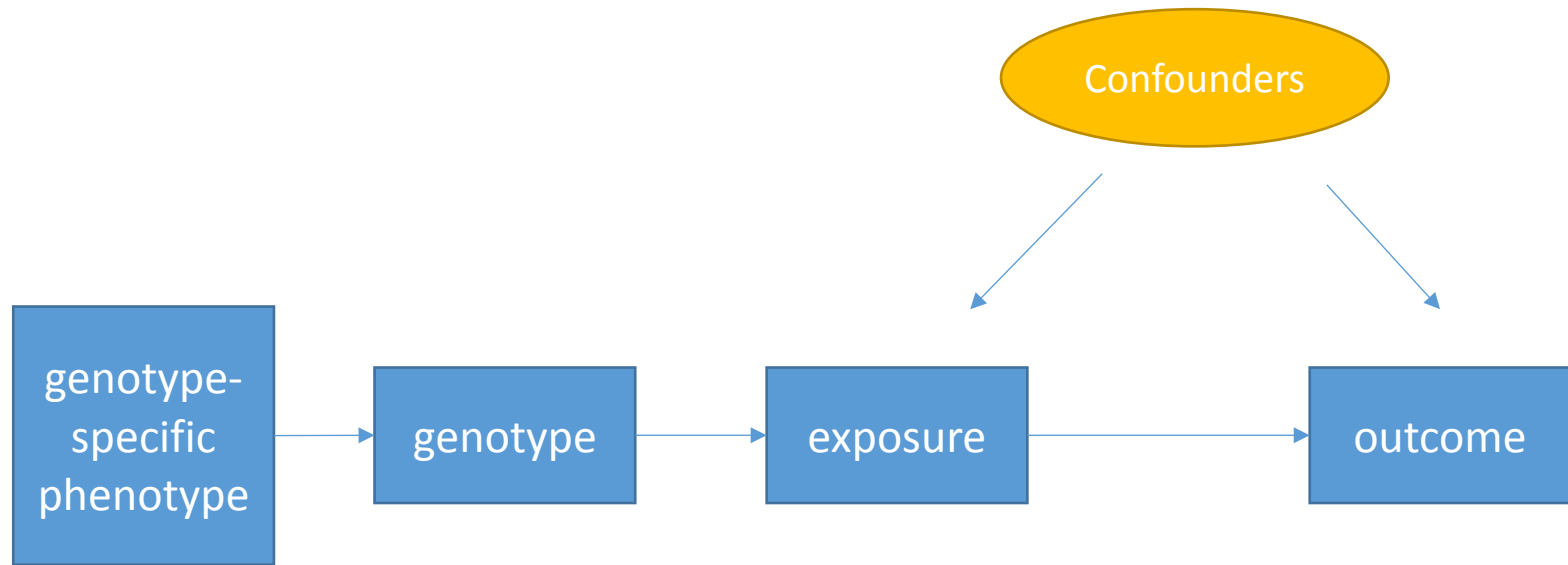 Confounders
genotype-
specific
phenotype
genotype
exposure
outcome